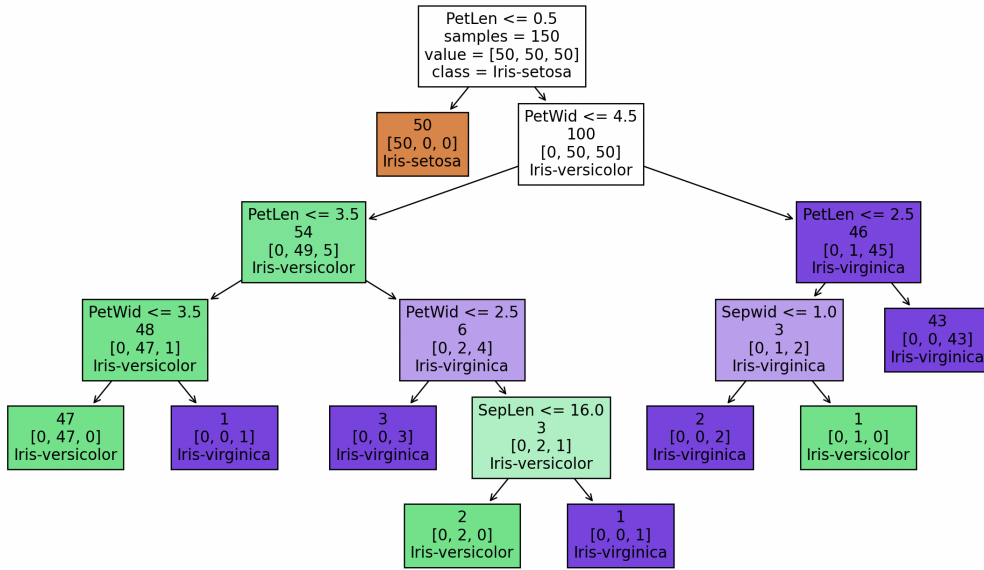 PetLen <= 0.5
samples = 150
value = [50, 50, 50]
class = Iris-setosa
50
[50, 0, 0]
Iris-setosa
PetWid <= 4.5
100
[0, 50, 50]
Iris-versicolor
PetLen <= 3.5
54
[0, 49, 5]
Iris-versicolor
PetLen <= 2.5
46
[0, 1, 45]
Iris-virginica
PetWid <= 3.5
48
[0, 47, 1]
Iris-versicolor
PetWid <= 2.5
6
[0, 2, 4]
Iris-virginica
Sepwid <= 1.0
3
[0, 1, 2]
Iris-virginica
43
[0, 0, 43]
Iris-virginica
47
[0, 47, 0]
Iris-versicolor
1
[0, 0, 1]
Iris-virginica
3
[0, 0, 3]
Iris-virginica
SepLen <= 16.0
3
[0, 2, 1]
Iris-versicolor
2
[0, 0, 2]
Iris-virginica
1
[0, 1, 0]
Iris-versicolor
2
[0, 2, 0]
Iris-versicolor
1
[0, 0, 1]
Iris-virginica